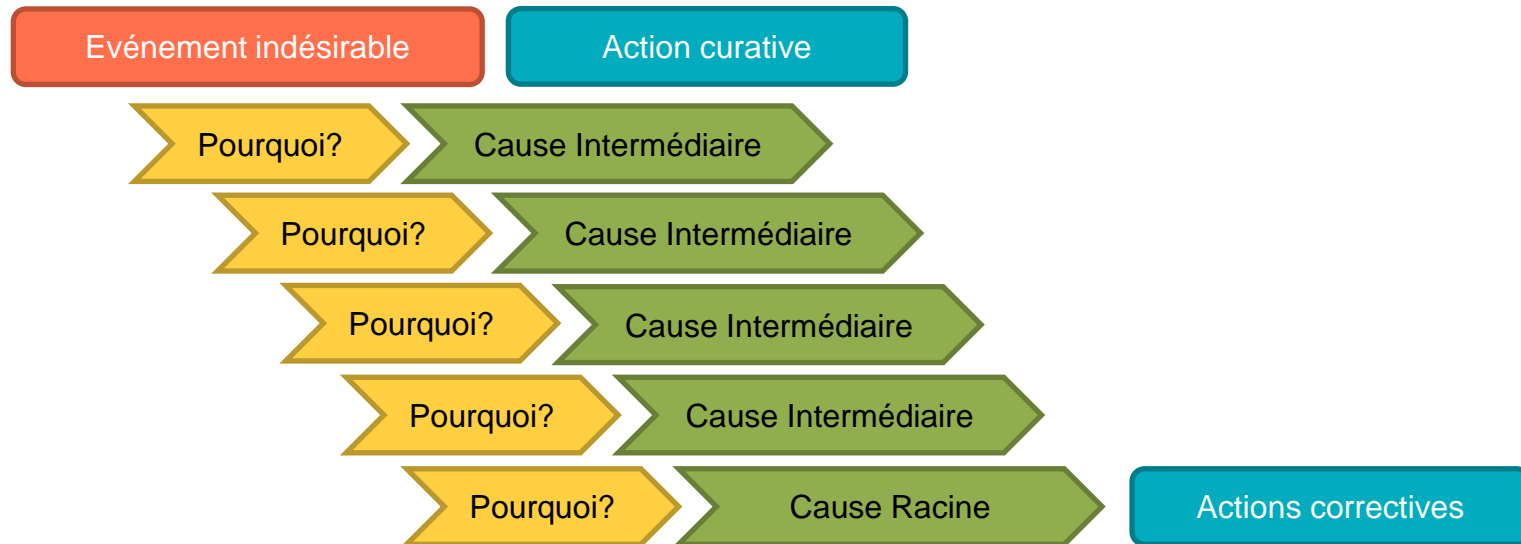 Evénement indésirable Action curative
Pourquoi? Cause Intermédiaire
Pourquoi? Cause Intermédiaire
Pourquoi? Cause Intermédiaire
Pourquoi? Cause Intermédiaire
Pourquoi? Cause Racine Actions correctives